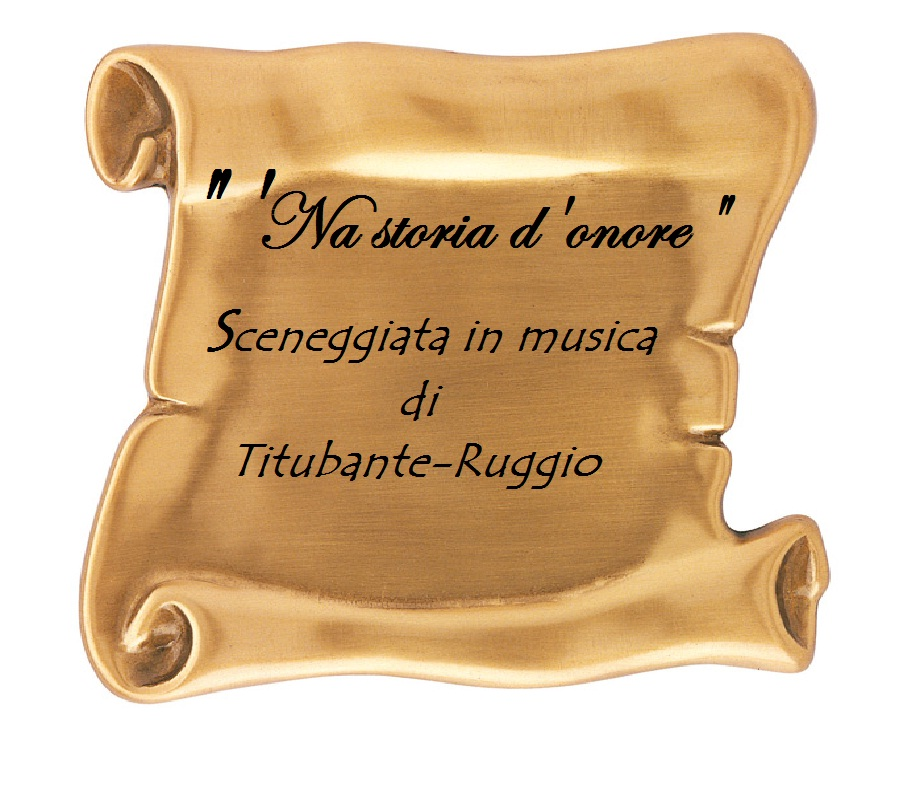 " 'Na storia d'onore "
Sceneggiata in musica
di
Titubante-Ruggio